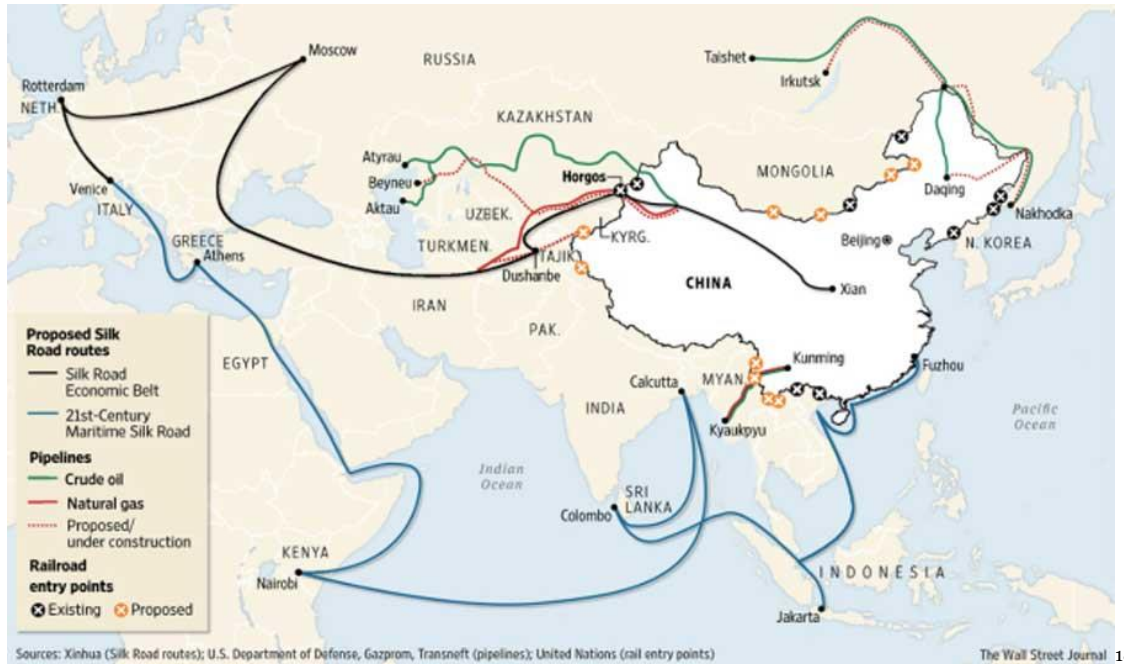 Moscow
RUSSIA
Taishet
Irkutsk
Rotterdam
NETH.
KAZAKHSTAN
Atyrau
Beyneu
Aktau
Horgos
MONGOLIA
Daqing
Nakhodka
Venice
ITALY
UZBEK.
GREECE
Athens
TURKMEN.
KYRG.
TAJIK.
Dushanbe
Beijing
N. KOREA
CHINA
Xian
IRAN
PAK.
EGYPT
Kunming
Fuzhou
MYAN.
Calcutta
INDIA
Kyaukpyu
Pacific
Ocean
Indian
Ocean
SRI
LANKA
Colombo
KENYA
Nairobi
INDONESIA
Jakarta
Proposed Silk
Road routes
Silk Road
Economic Belt
21st-Century
Maritime Silk Road
Pipelines
Crude oil
Natural gas
Proposed/
under construction
Railroad
entry points
Existing Proposed
Sources: Xinhua (Silk Road routes); U.S. Department of Defense, Gazprom, Transneft (pipelines); United Nations (rail entry points)
The Wall Street Journal 1